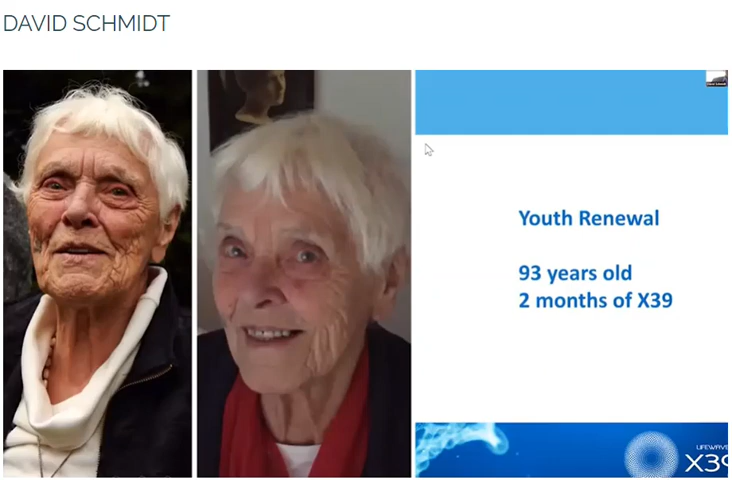 DAVID SCHMIDT
Youth Renewal
93 years old
2 months of X39
LIFEWAVE
X39